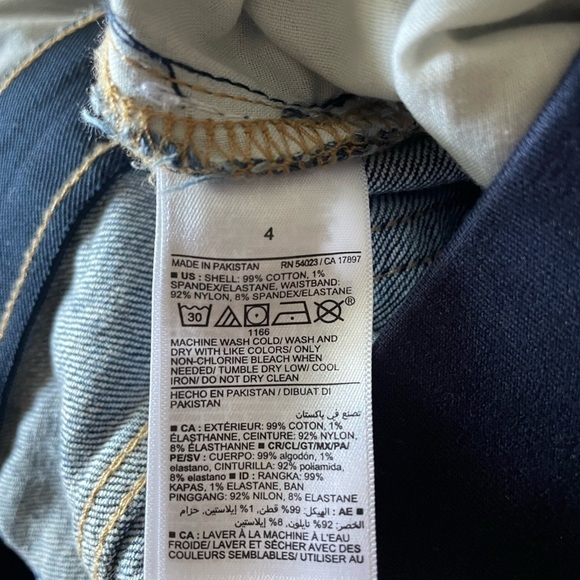 4
MADE IN PAKISTAN RN 54023 / CA 17897
■ US : SHELL: 99% COTTON, 1%
SPANDEX/ELASTANE, WAISTBAND:
92% NYLON, 8% SPANDEX/ELASTANE
30 ®
1166
MACHINE WASH COLD/ WASH AND
DRY WITH LIKE COLORS/ ONLY
NON-CHLORINE BLEACH WHEN
NEEDED/ TUMBLE DRY LOW/ COOL
IRON/ DO NOT DRY CLEAN
HECHO EN PAKISTAN / DIBUAT DI
PAKISTAN
تصنع في باكستان
■ CA : EXTÉRIEUR: 99% COTON, 1%
ÉLASTHANNE, CEINTURE: 92% NYLON,
8% ÉLASTHANNE ■ CR/CL/GT/MX/PA/
PE/SV : CUERPO: 99% algodón, 1%
elastano, CINTURILLA: 92% poliamida,
8% elastano ■ ID : RANGKA: 99%
KAPAS, 1% ELASTANE, BAN
PINGGANG: 92% NILON, 8% ELASTANE
■ AE : الهيكل: 99% قطن, 1% إيلاستين, حزام
الخصر: 92% نايلون, 8% إيلاستين
■ CA : LAVER À LA MACHINE À L'EAU
FROIDE/ LAVER ET SÉCHER AVEC DES
COULEURS SEMBLABLES/ UTILISER AU